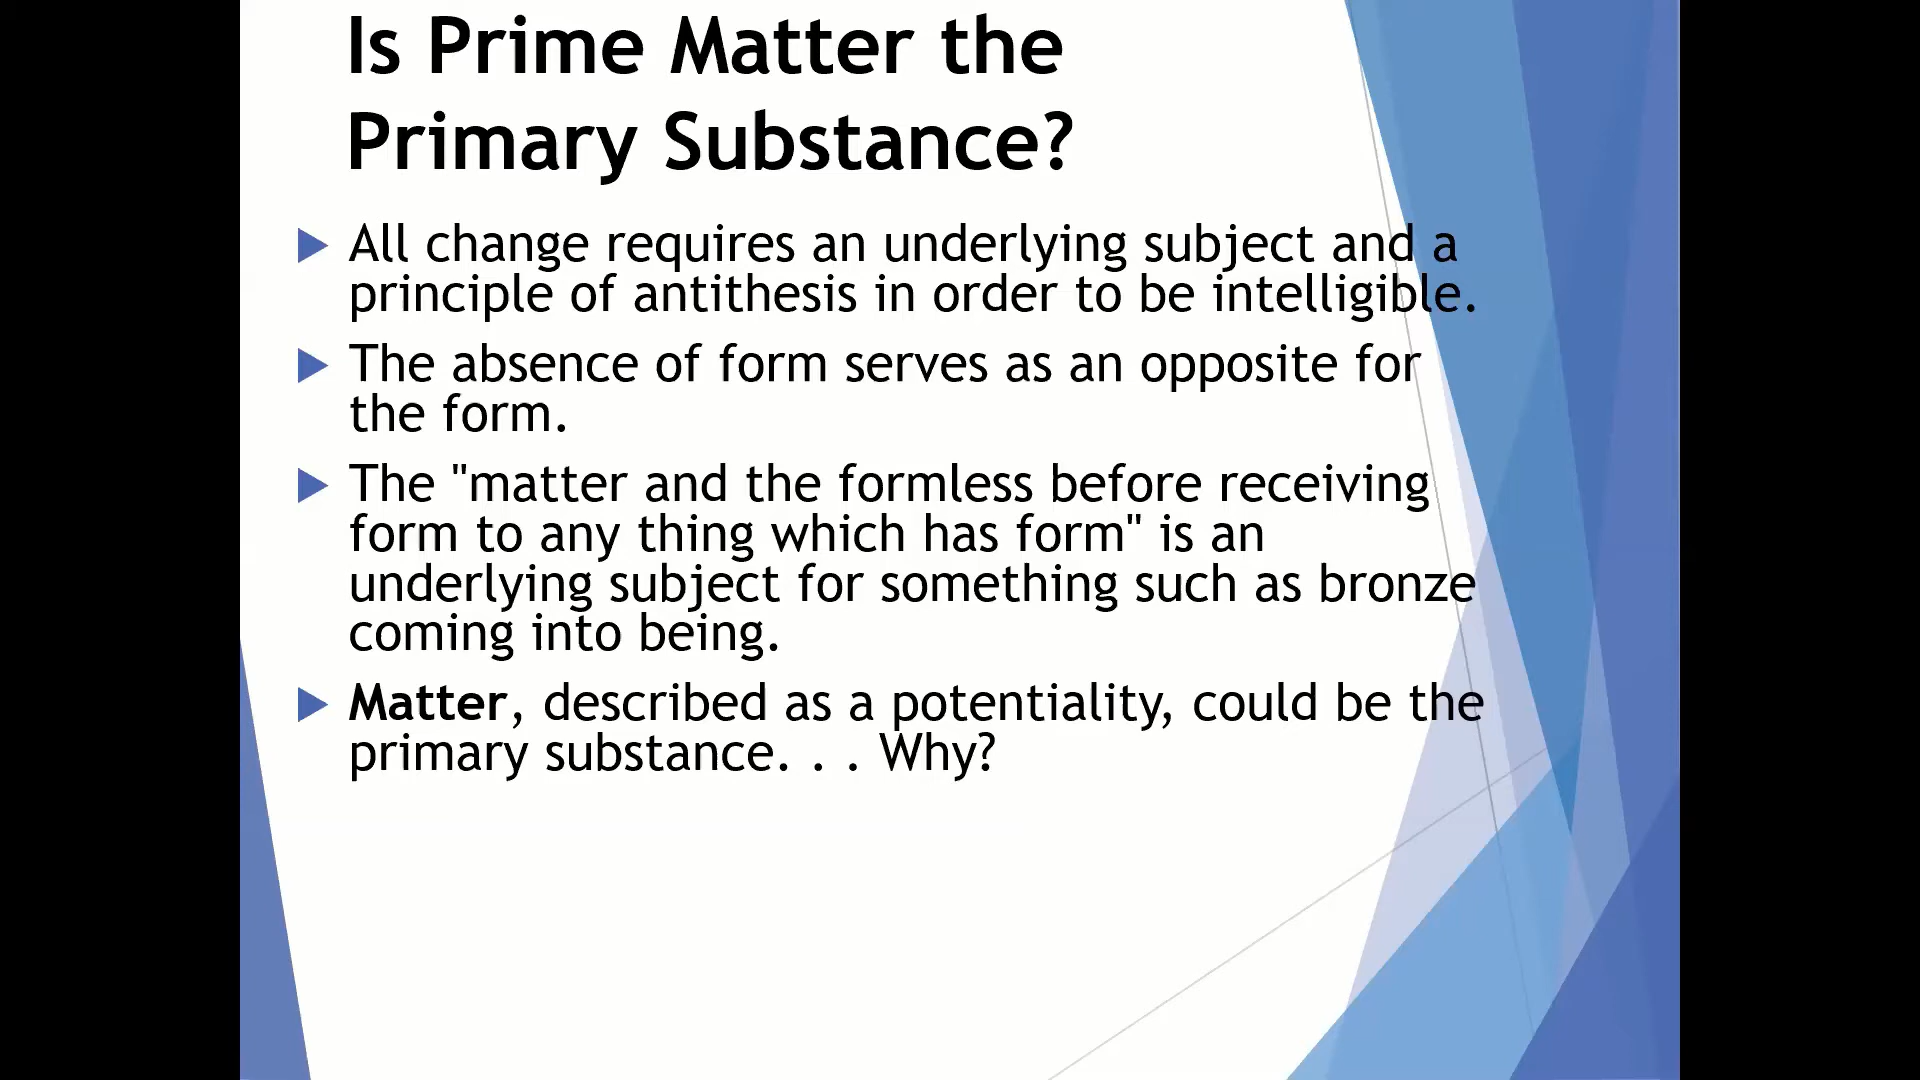 Is Prime Matter the
Primary Substance?
All change requires an underlying subject and a
principle of antithesis in order to be intelligible.
The absence of form serves as an opposite for
the form.
The "matter and the formless before receiving
form to any thing which has form" is an
underlying subject for something such as bronze
coming into being.
Matter, described as a potentiality, could be the
primary substance. . . Why?